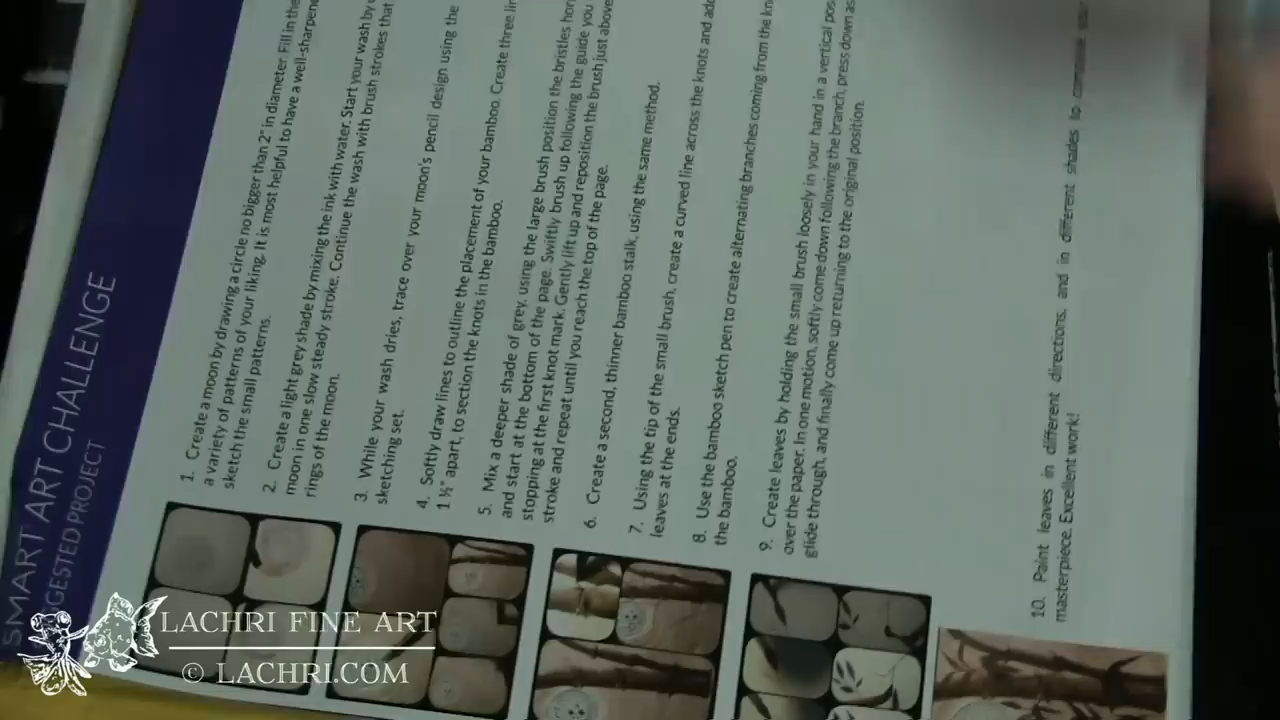 SMART ART CHALLENGE
GGESTED PROJECT
1. Create a moon by drawing a circle no bigger than 2" in diameter. Fill in the
a variety of patterns of your liking. It is most helpful to have a well-sharpene
sketch the small patterns.
2. Create a light grey shade by mixing the ink with water. Start your wash by
moon in one slow steady stroke. Continue the wash with brush strokes that
rings of the moon.
3. While your wash dries, trace over your moon's pencil design using the
sketching set.
4. Softly draw lines to outline the placement of your bamboo. Create three
1 ½" apart, to section the knots in the bamboo.
5. Mix a deeper shade of grey, using the large brush position the bristles
and start at the bottom of the page. Swiftly brush up following the guide you
stopping at the first knot mark. Gently lift up and reposition the brush just above
stroke and repeat until you reach the top of the page.
6. Create a second, thinner bamboo stalk, using the same method.
7. Using the tip of the small brush, create a curved line across the knots and add
leaves at the ends.
8. Use the bamboo sketch pen to create alternating branches coming from the
the bamboo.
9. Create leaves by holding the small brush loosely in your hand in a vertical
over the paper. In one motion, softly come down following the branch, press down as
glide through, and finally come up returning to the original position.
10. Paint leaves in different directions, and in different shades to
masterpiece. Excellent work!
LACHRI FINE ART
© LACHRI.COM